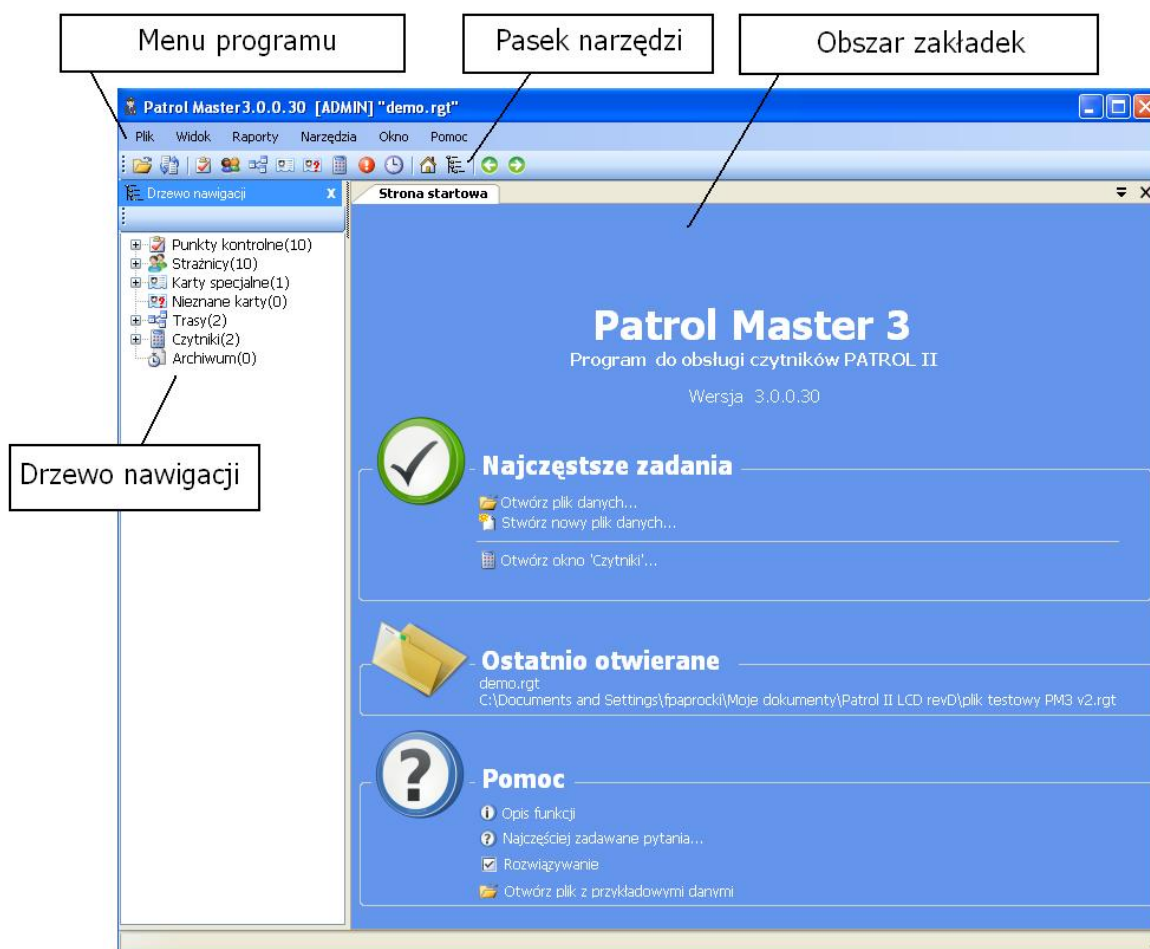 Menu programu
Pasek narzędzi
Obszar zakładek
Patrol Master3.0.0.30 [ADMIN] "demo.rgt"
Plik Widok Raporty Narzędzia Okno Pomoc
Drzewo nawigacji x
Strona startowa
Punkty kontrolne(10)
Strażnicy(10)
Karty specjalne(1)
Nieznane karty(0)
Trasy(2)
Czytniki(2)
Archiwum(0)
Drzewo nawigacji
Patrol Master 3
Program do obsługi czytników PATROL II
Wersja 3.0.0.30
Najczęstsze zadania
Otwórz plik danych...
Stwórz nowy plik danych...
Otwórz okno 'Czytniki'...
Ostatnio otwierane
demo.rgt
C:\Documents and Settings\fpaprocki\Moje dokumenty\Patrol II LCD revD\plik testowy PM3 v2.rgt
Pomoc
Opis funkcji
Najczęściej zadawane pytania...
Rozwiązywanie
Otwórz plik z przykładowymi danymi